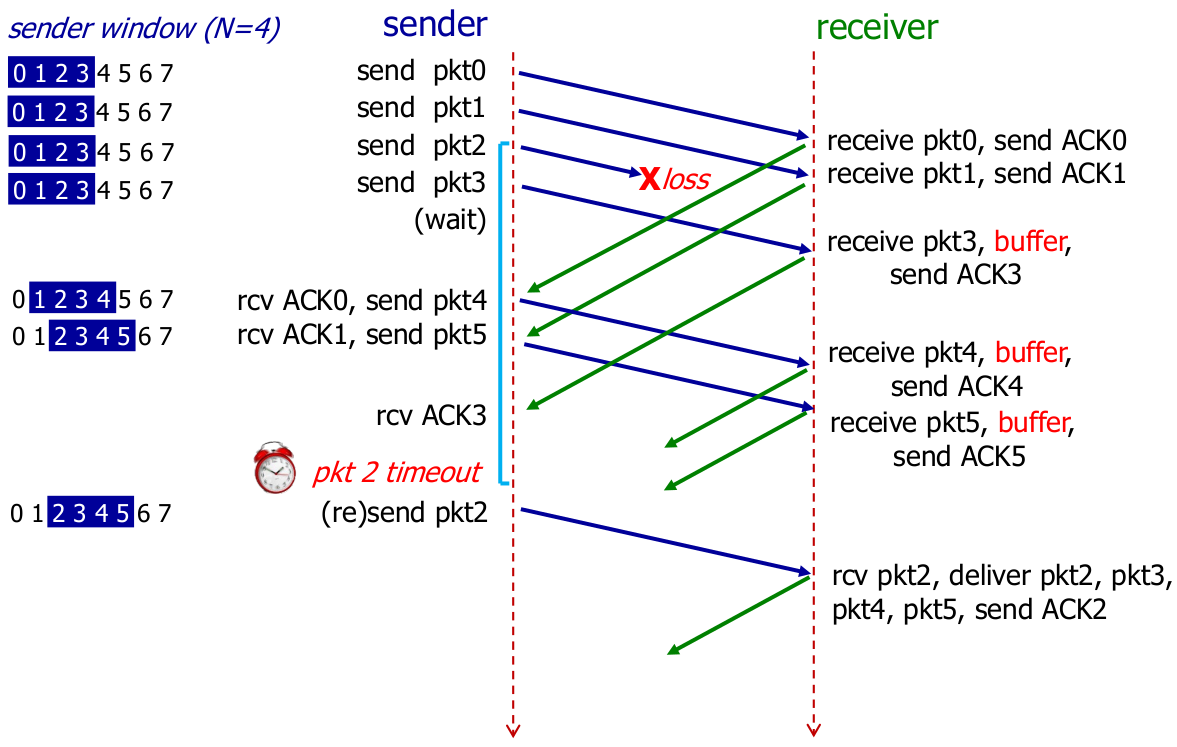 sender window (N=4)
sender
receiver
0 1 2 3 4 5 6 7
send pkt0
0 1 2 3 4 5 6 7
send pkt1
0 1 2 3 4 5 6 7
send pkt2
receive pkt0, send ACK0
0 1 2 3 4 5 6 7
send pkt3
X loss
receive pkt1, send ACK1
(wait)
receive pkt3, buffer,
send ACK3
0 1 2 3 4 5 6 7
rcv ACK0, send pkt4
0 1 2 3 4 5 6 7
rcv ACK1, send pkt5
receive pkt4, buffer,
send ACK4
rcv ACK3
receive pkt5, buffer,
send ACK5
pkt 2 timeout
0 1 2 3 4 5 6 7
(re)send pkt2
rcv pkt2, deliver pkt2, pkt3,
pkt4, pkt5, send ACK2